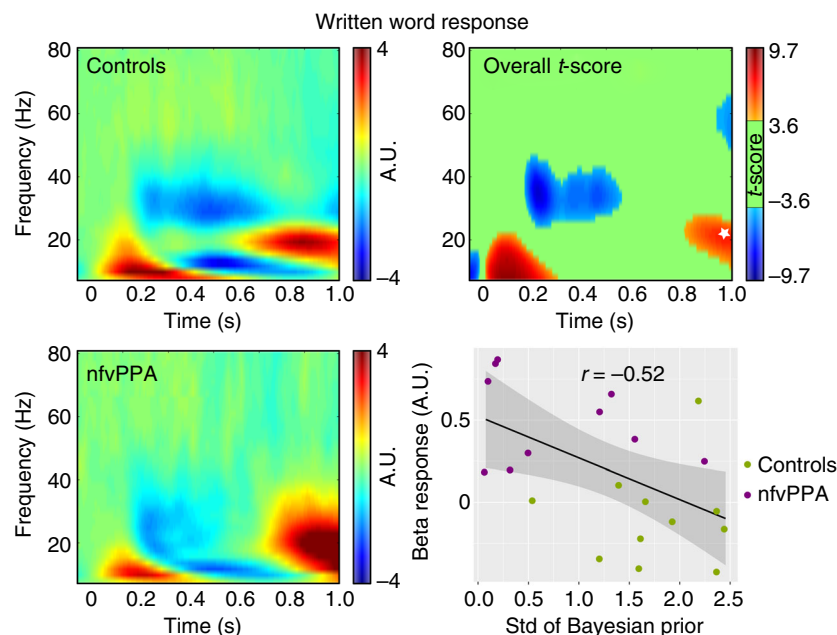 Written word response
80
60
40
20
Frequency (Hz)
Controls
0
0.2
0.4
0.6
0.8
1.0
Time (s)
4
A.U.
–4
80
60
40
20
Overall t-score
0
0.2
0.4
0.6
0.8
1.0
Time (s)
9.7
3.6
t-score
–3.6
–9.7
80
60
40
20
Frequency (Hz)
nfvPPA
0
0.2
0.4
0.6
0.8
1.0
Time (s)
4
A.U.
–4
Beta response (A.U.)
0.5
0
r = –0.52
0.0
0.5
1.0
1.5
2.0
2.5
Std of Bayesian prior
Controls
nfvPPA